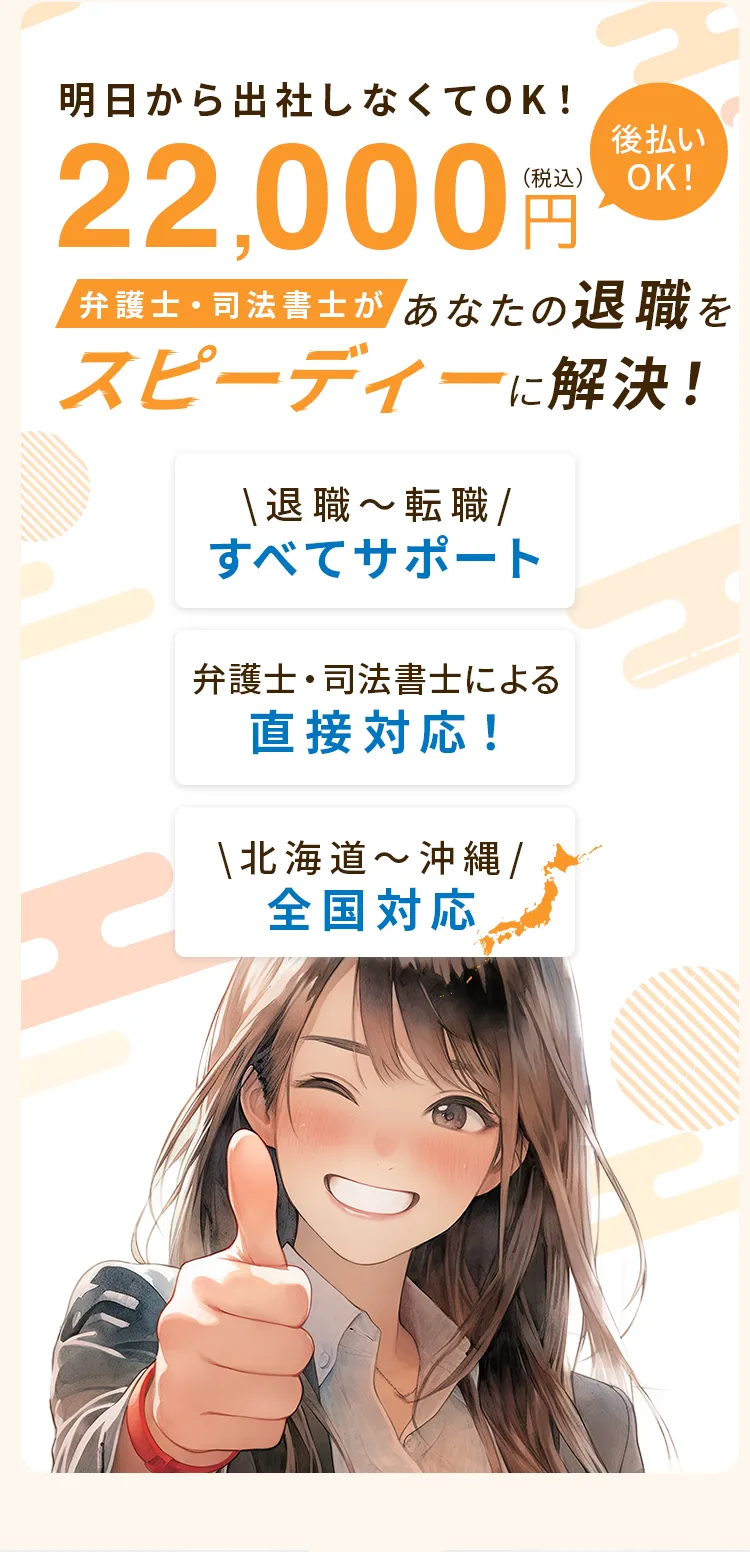 明日から出社しなくてOK！
22,000円(税込)
後払い
OK！
弁護士・司法書士があなたの退職を
スピーディーに解決！
\退職～転職/
すべてサポート
弁護士・司法書士による
直接対応！
\北海道～沖縄/
全国対応